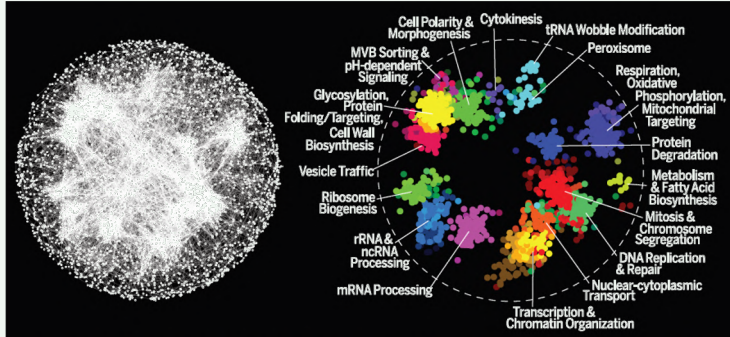 Cell Polarity &
Morphogenesis
Cytokinesis
tRNA Wobble Modification
Peroxisome
MVB Sorting &
pH-dependent
Signaling
Respiration,
Oxidative
Phosphorylation,
Mitochondrial
Targeting
Glycosylation,
Protein
Folding/Targeting,
Cell Wall
Biosynthesis
Protein
Degradation
Vesicle Traffic
Metabolism
& Fatty Acid
Biosynthesis
Ribosome
Biogenesis
Mitosis &
Chromosome
Segregation
rRNA &
ncRNA
Processing
DNA Replication
& Repair
mRNA Processing
Nuclear-cytoplasmic
Transport
Transcription &
Chromatin Organization